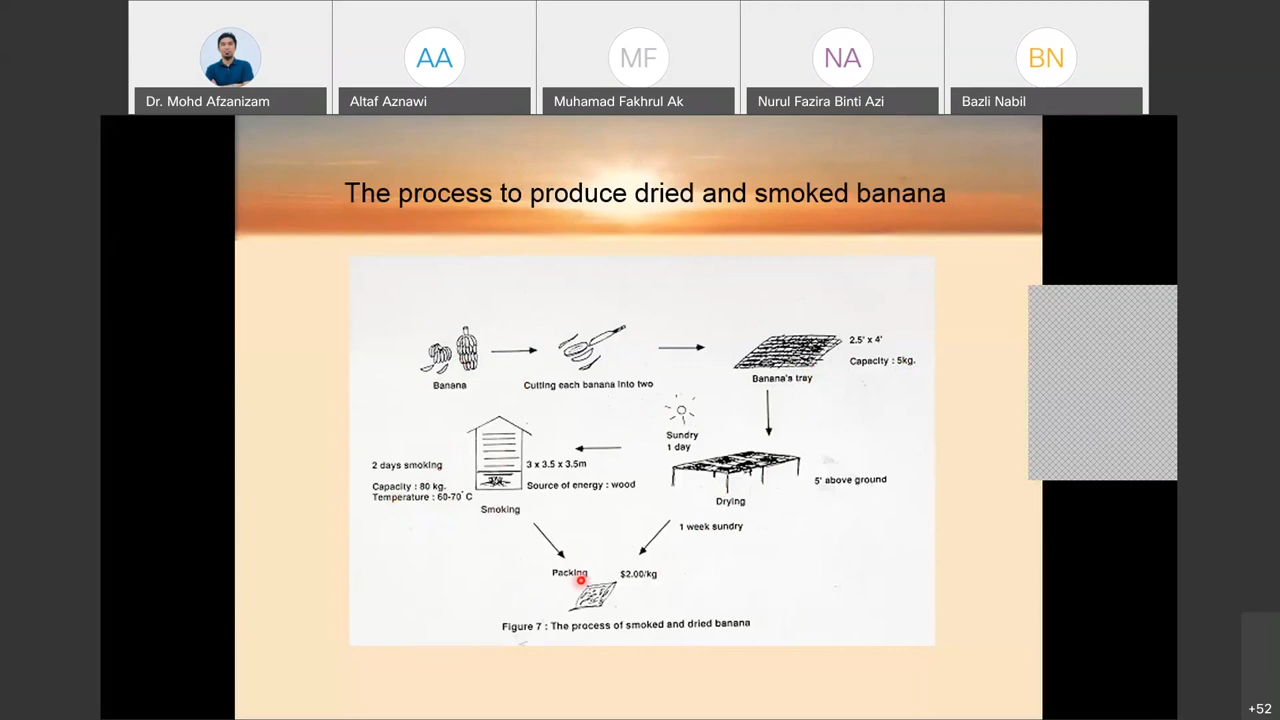 Dr. Mohd Afzanizam
AA
Altaf Aznawi
MF
Muhamad Fakhrul Ak
NA
Nurul Fazira Binti Azi
BN
Bazli Nabil
The process to produce dried and smoked banana
Banana
Cutting each banana into two
Banana's tray
2.5' x 4'
Capacity : 5kg.
Sundry
1 day
5' above ground
Drying
1 week sundry
3 x 3.5 x 3.5m
Source of energy : wood
2 days smoking
Capacity : 80 kg.
Temperature : 60-70°C
Smoking
Packing
$2.00/kg
Figure 7 : The process of smoked and dried banana
+52